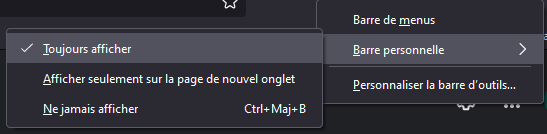 Barre de menus
Barre personnelle
Personnaliser la barre d'outils...
Toujours afficher
Afficher seulement sur la page de nouvel onglet
Ne jamais afficher Ctrl+Maj+B